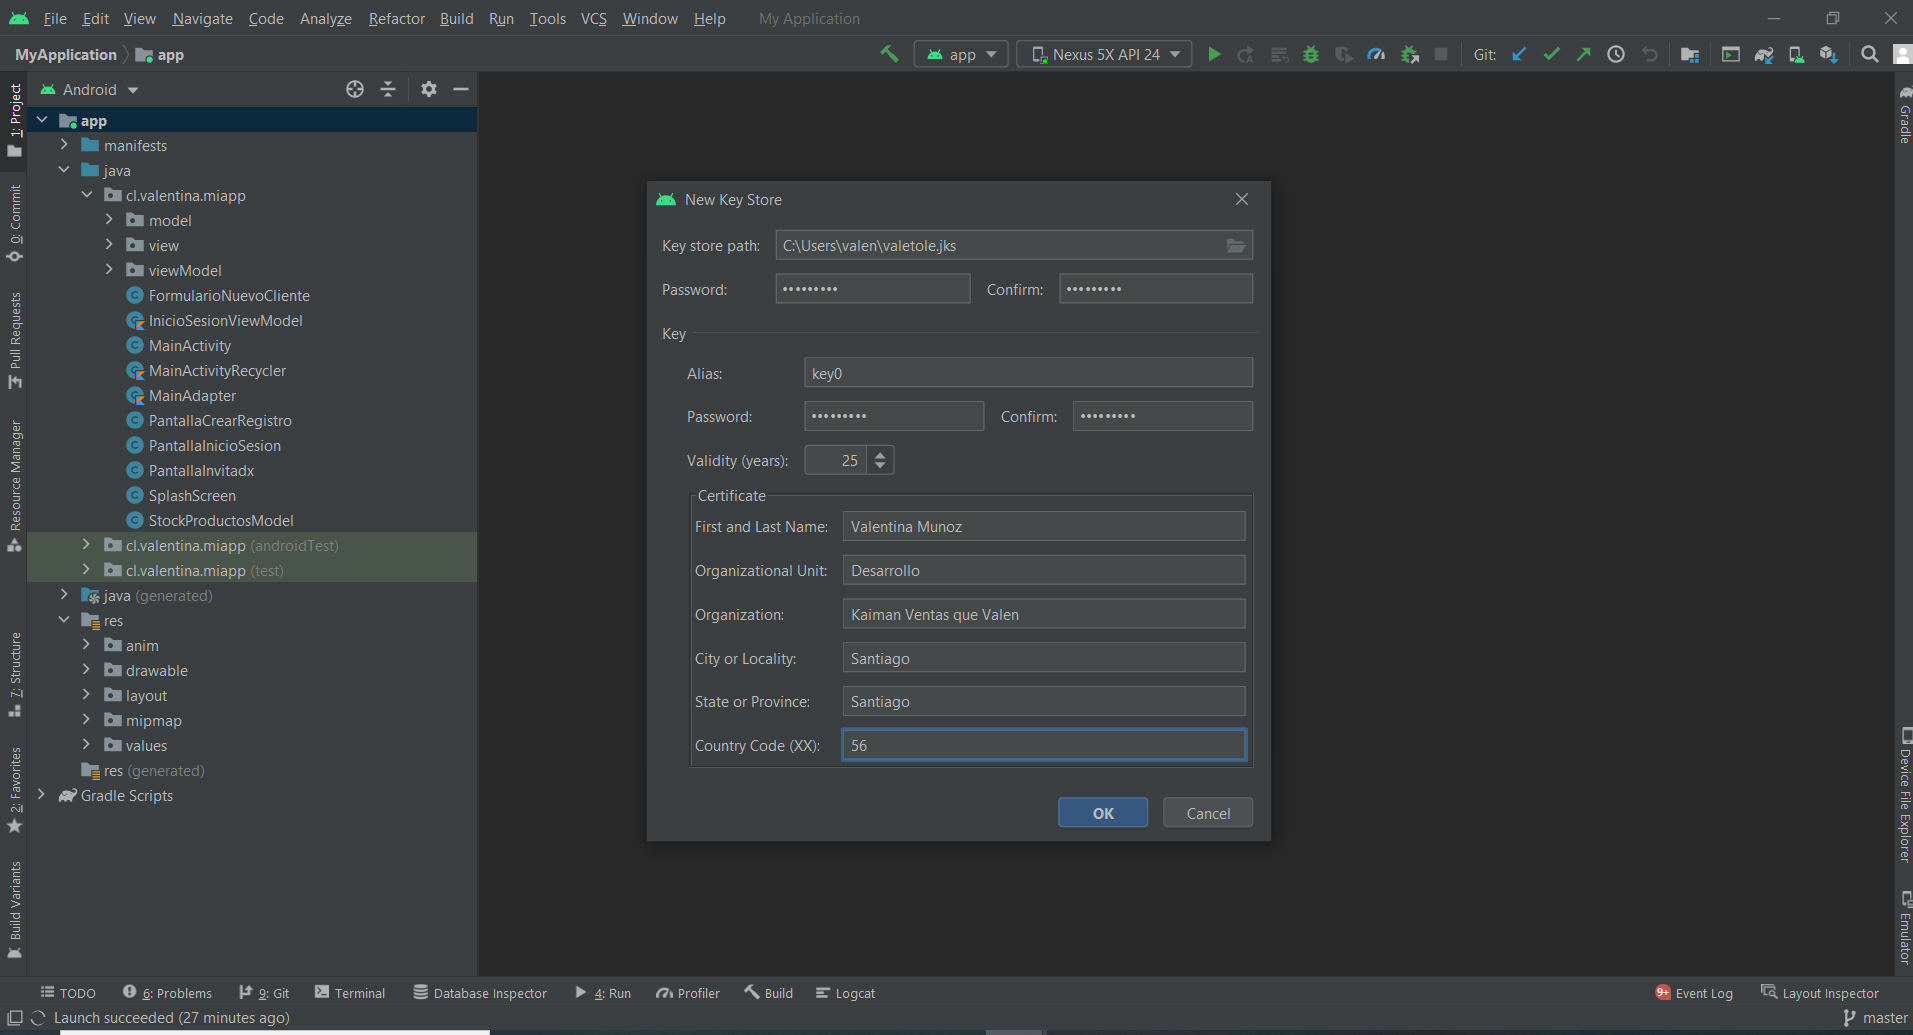 File Edit View Navigate Code Analyze Refactor Build Run Tools VCS Window Help My Application
MyApplication app
app Nexus 5X API 24 Git:
1: Project
0: Commit
Pull Requests
Resource Manager
7: Structure
2: Favorites
Build Variants
Android
app
manifests
java
cl.valentina.miapp
model
view
viewModel
FormularioNuevoCliente
InicioSesionViewModel
MainActivity
MainActivityRecycler
MainAdapter
PantallaCrearRegistro
PantallaInicioSesion
PantallaInvitadx
SplashScreen
StockProductosModel
cl.valentina.miapp (androidTest)
cl.valentina.miapp (test)
java (generated)
res
anim
drawable
layout
mipmap
values
res (generated)
Gradle Scripts
New Key Store
Key store path: C:\Users\valen\valetole.jks
Password: ••••••••• Confirm: •••••••••
Key
Alias: key0
Password: ••••••••• Confirm: •••••••••
Validity (years): 25
Certificate
First and Last Name: Valentina Munoz
Organizational Unit: Desarrollo
Organization: Kaiman Ventas que Valen
City or Locality: Santiago
State or Province: Santiago
Country Code (XX): 56
OK Cancel
Gradle
Device File Explorer
Emulator
TODO 6: Problems 9: Git Terminal Database Inspector 4: Run Profiler Build Logcat 9+ Event Log Layout Inspector
Launch succeeded (27 minutes ago) master